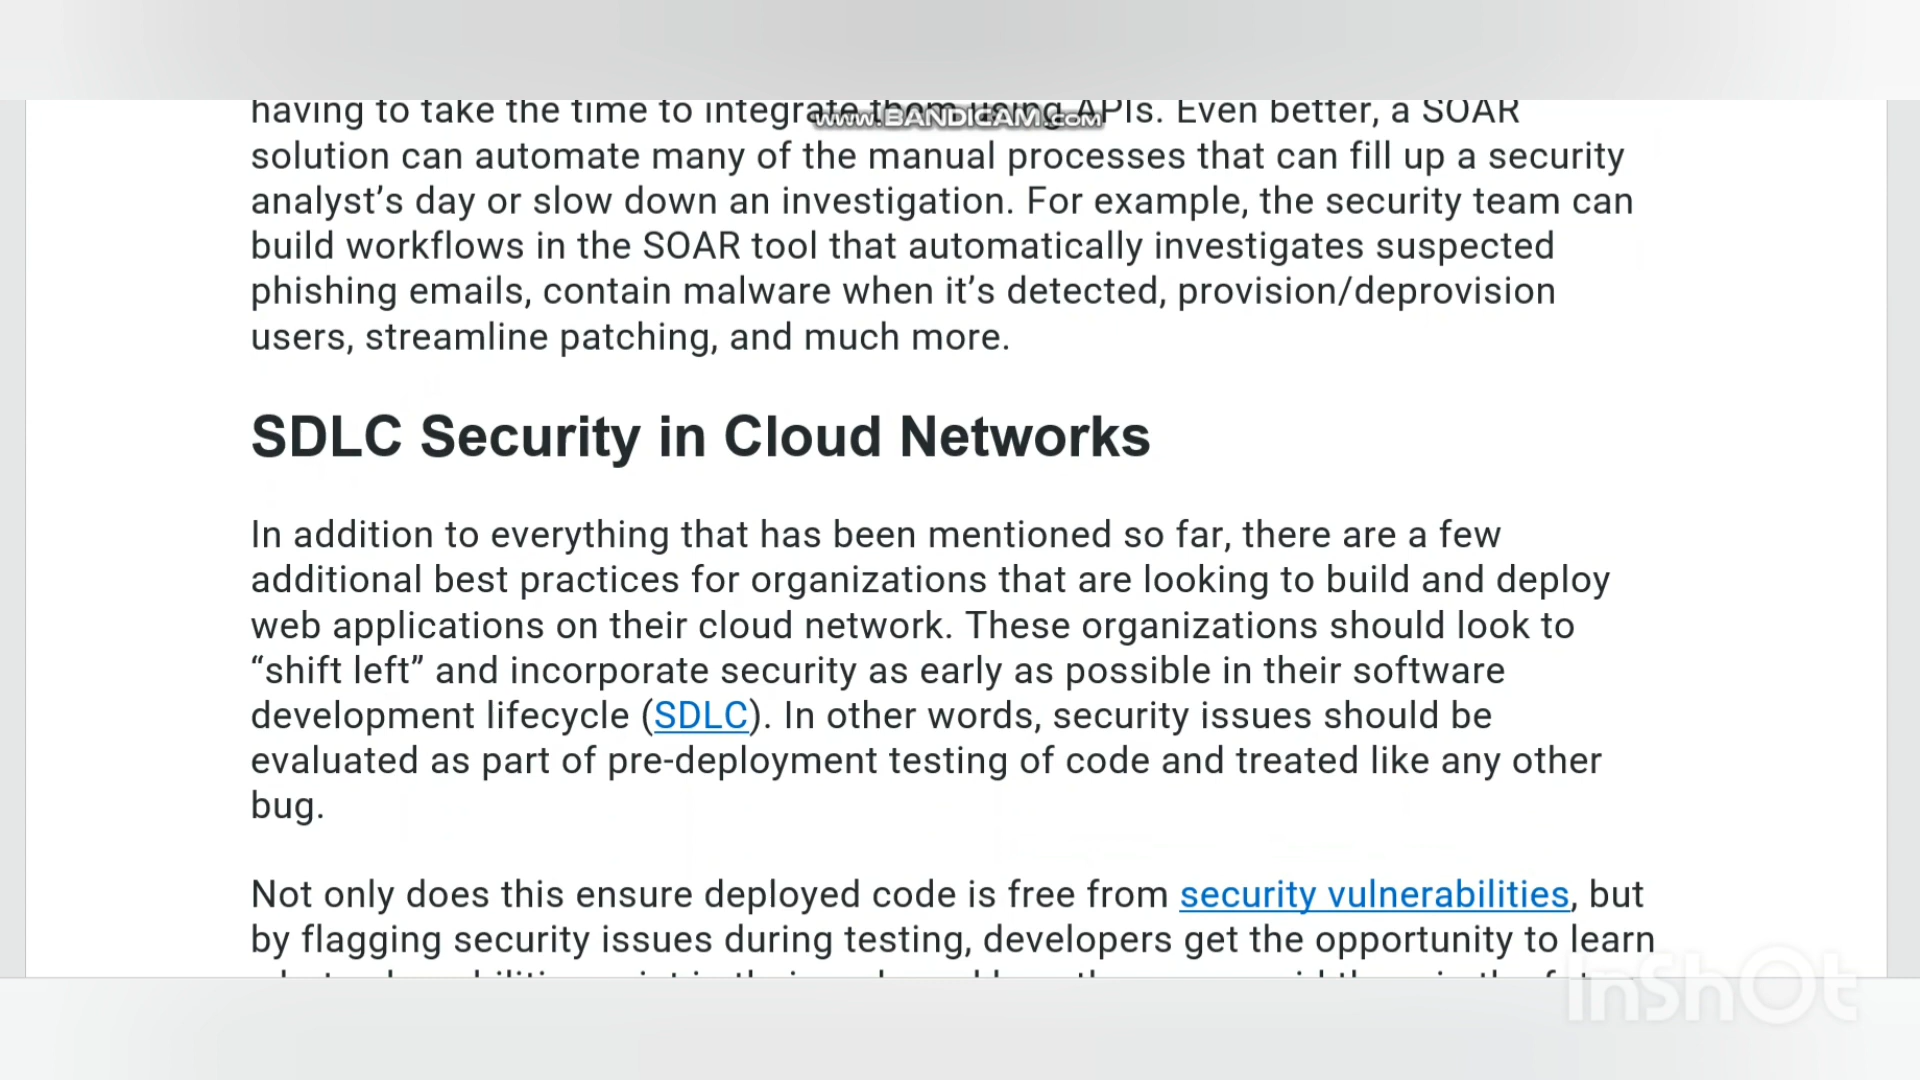 having to take the time to integrate them using APIs. Even better, a SOAR
www.BANDICAM.com
solution can automate many of the manual processes that can fill up a security
analyst’s day or slow down an investigation. For example, the security team can
build workflows in the SOAR tool that automatically investigates suspected
phishing emails, contain malware when it’s detected, provision/deprovision
users, streamline patching, and much more.
SDLC Security in Cloud Networks
In addition to everything that has been mentioned so far, there are a few
additional best practices for organizations that are looking to build and deploy
web applications on their cloud network. These organizations should look to
“shift left” and incorporate security as early as possible in their software
development lifecycle (SDLC). In other words, security issues should be
evaluated as part of pre-deployment testing of code and treated like any other
bug.
Not only does this ensure deployed code is free from security vulnerabilities, but
by flagging security issues during testing, developers get the opportunity to learn
InShOt